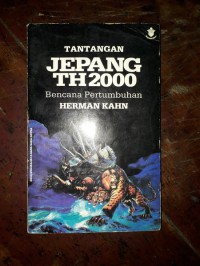 TANTANGAN
JEPANG
TH 2000
Bencana Pertumbuhan
HERMAN KAHN